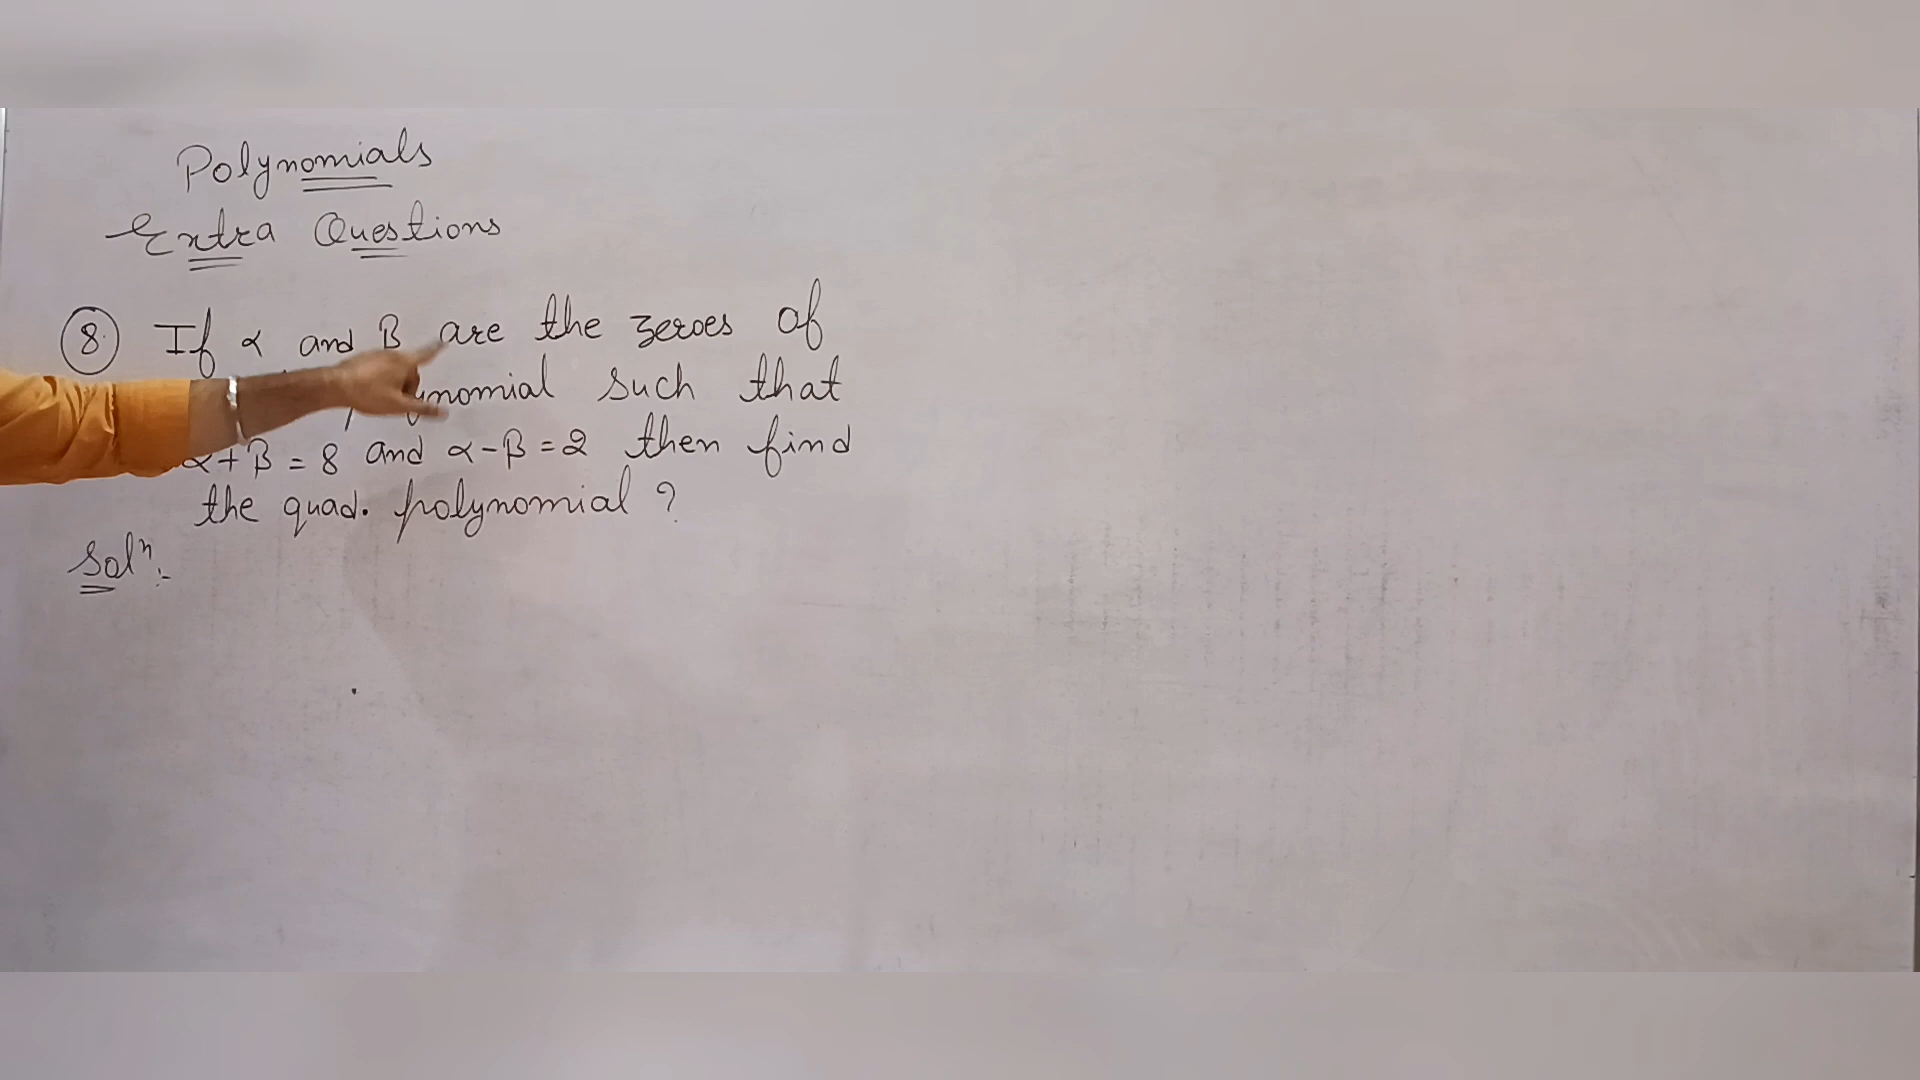 Polynomials
Extra Questions
8 If α and β are the zeroes of
such that
α+β = 8 and α-β = 2 then find
the quad. polynomial ?
Solⁿ:-